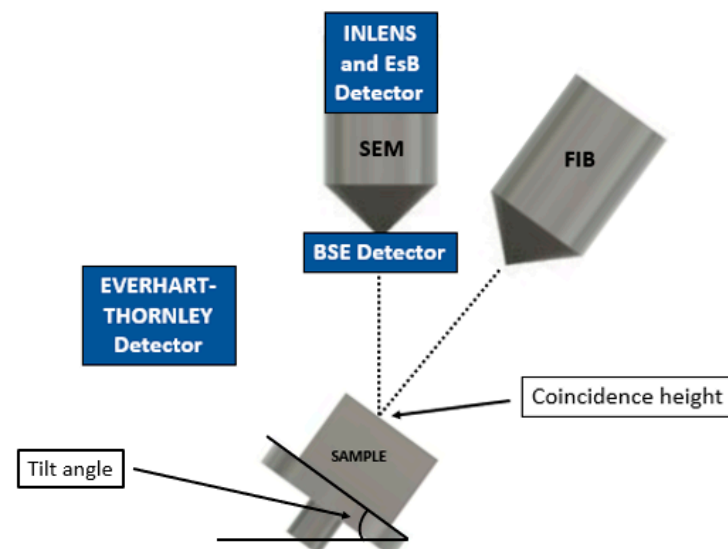 INLENS
and EsB
Detector
SEM
FIB
BSE Detector
EVERHART-
THORNLEY
Detector
Coincidence height
SAMPLE
Tilt angle